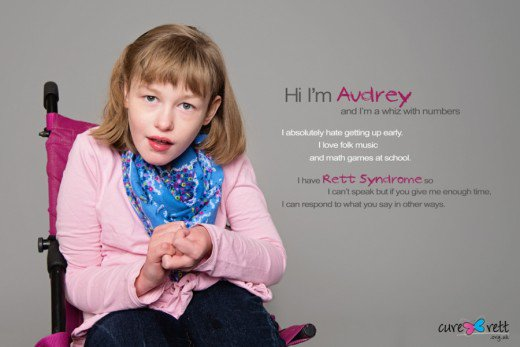 Hi I'm Audrey
and I'm a whiz with numbers
I absolutely hate getting up early.
I love folk music
and math games at school.
I have Rett Syndrome so
I can't speak but if you give me enough time,
I can respond to what you say in other ways.
cure rett
.org.uk